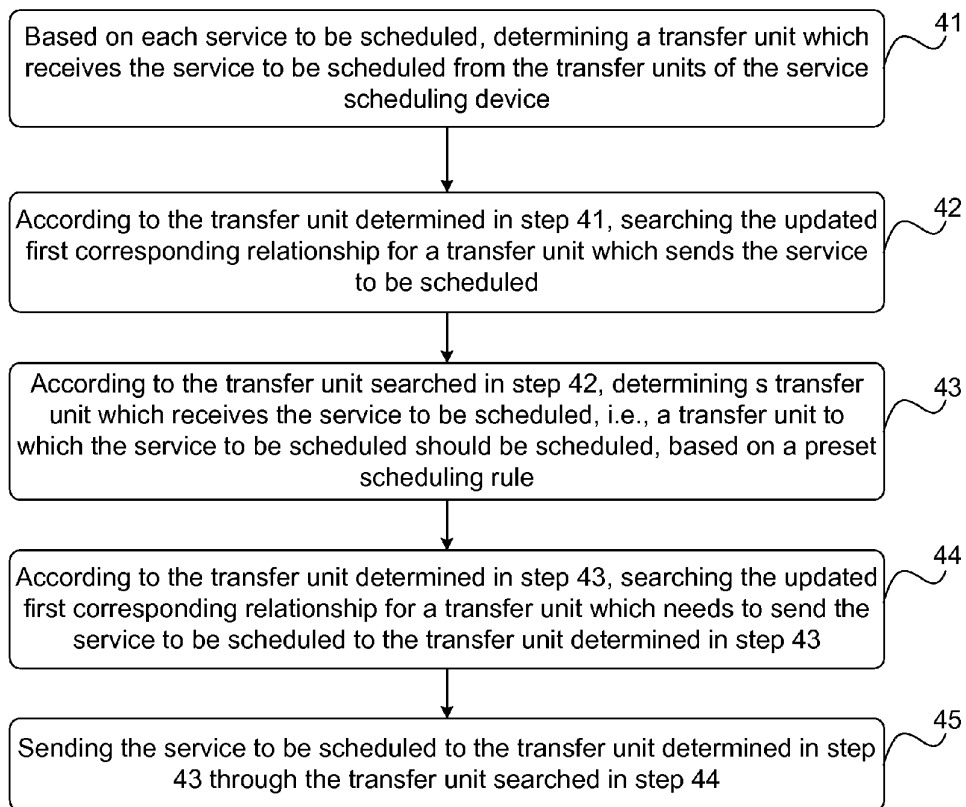 41
Based on each service to be scheduled, determining a transfer unit which
receives the service to be scheduled from the transfer units of the service
scheduling device
42
According to the transfer unit determined in step 41, searching the updated
first corresponding relationship for a transfer unit which sends the service
to be scheduled
43
According to the transfer unit searched in step 42, determining s transfer
unit which receives the service to be scheduled, i.e., a transfer unit to
which the service to be scheduled should be scheduled, based on a preset
scheduling rule
44
According to the transfer unit determined in step 43, searching the updated
first corresponding relationship for a transfer unit which needs to send the
service to be scheduled to the transfer unit determined in step 43
45
Sending the service to be scheduled to the transfer unit determined in step
43 through the transfer unit searched in step 44